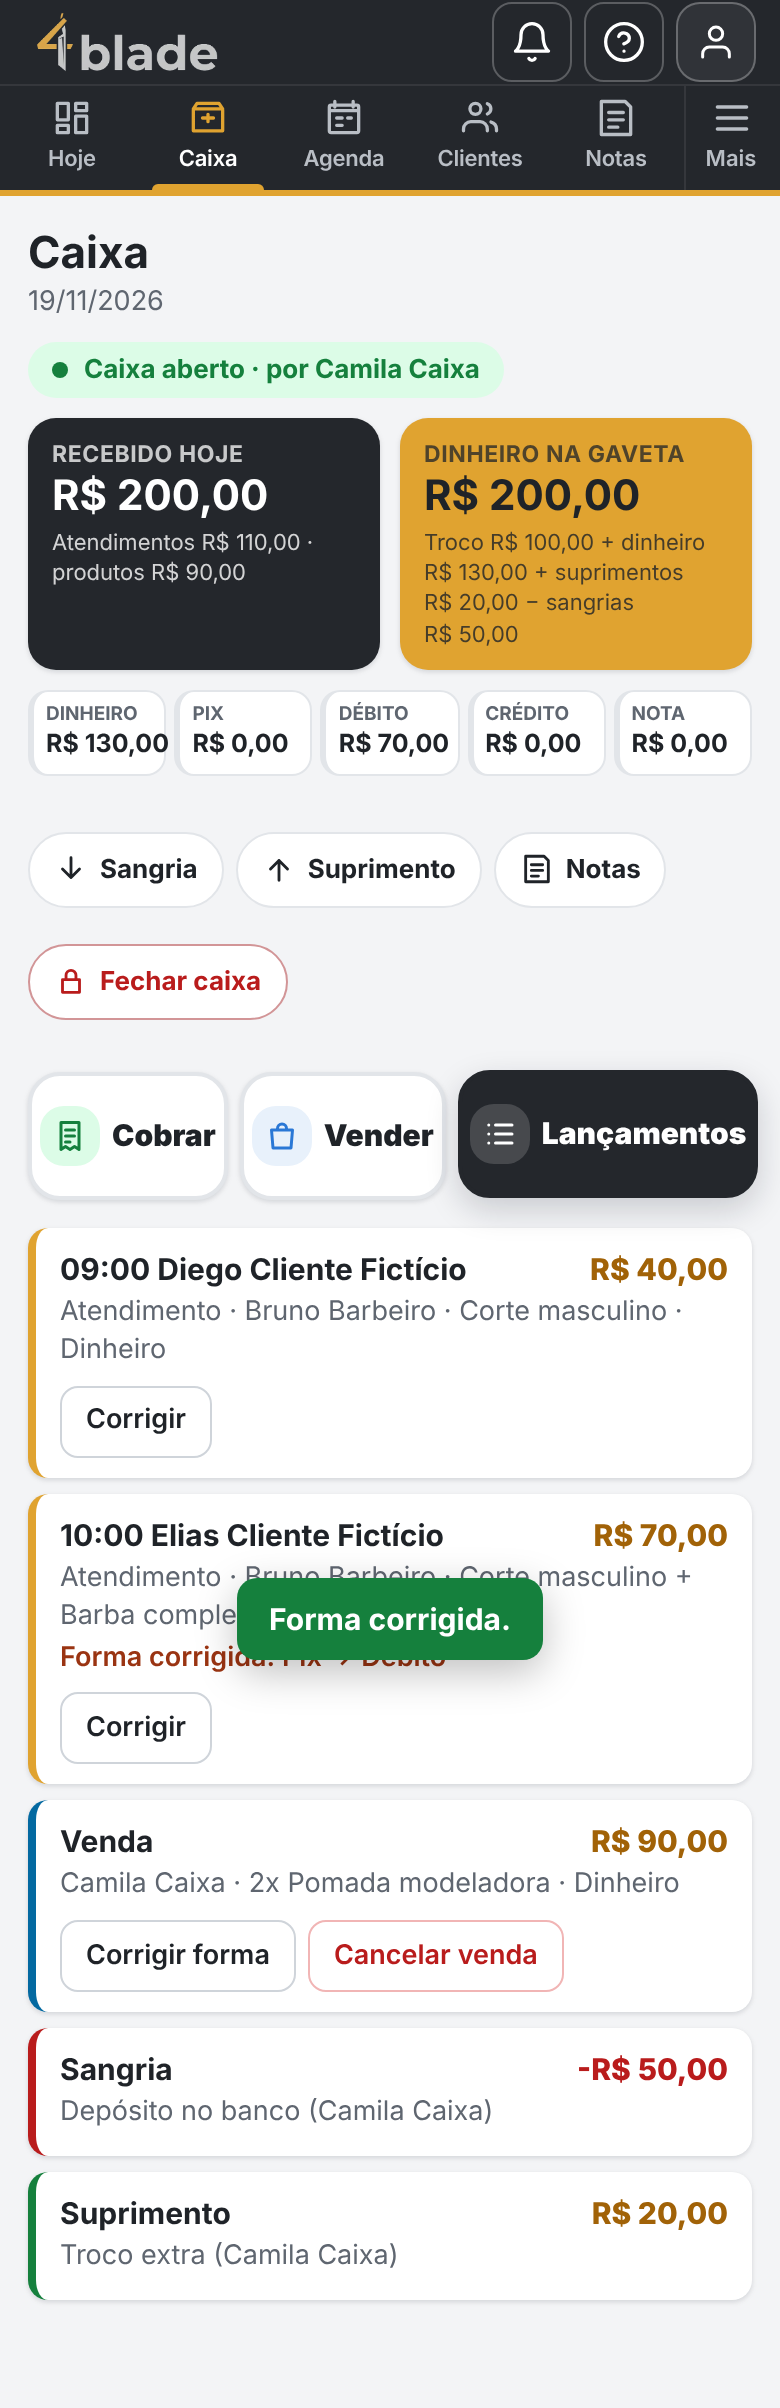 4blade
Hoje
Caixa
Agenda
Clientes
Notas
Mais
Caixa
19/11/2026
Caixa aberto · por Camila Caixa
RECEBIDO HOJE
R$ 200,00
Atendimentos R$ 110,00 ·
produtos R$ 90,00
DINHEIRO NA GAVETA
R$ 200,00
Troco R$ 100,00 + dinheiro
R$ 130,00 + suprimentos
R$ 20,00 − sangrias
R$ 50,00
DINHEIRO
R$ 130,00
PIX
R$ 0,00
DÉBITO
R$ 70,00
CRÉDITO
R$ 0,00
NOTA
R$ 0,00
Sangria
Suprimento
Notas
Fechar caixa
Cobrar
Vender
Lançamentos
09:00 Diego Cliente Fictício
R$ 40,00
Atendimento · Bruno Barbeiro · Corte masculino ·
Dinheiro
Corrigir
10:00 Elias Cliente Fictício
R$ 70,00
Atendimento · Bruno Barbeiro · Corte masculino +
Barba
Forma corrigida: Pix → Débito
Forma corrigida.
Corrigir
Venda
R$ 90,00
Camila Caixa · 2x Pomada modeladora · Dinheiro
Corrigir forma
Cancelar venda
Sangria
-R$ 50,00
Depósito no banco (Camila Caixa)
Suprimento
R$ 20,00
Troco extra (Camila Caixa)